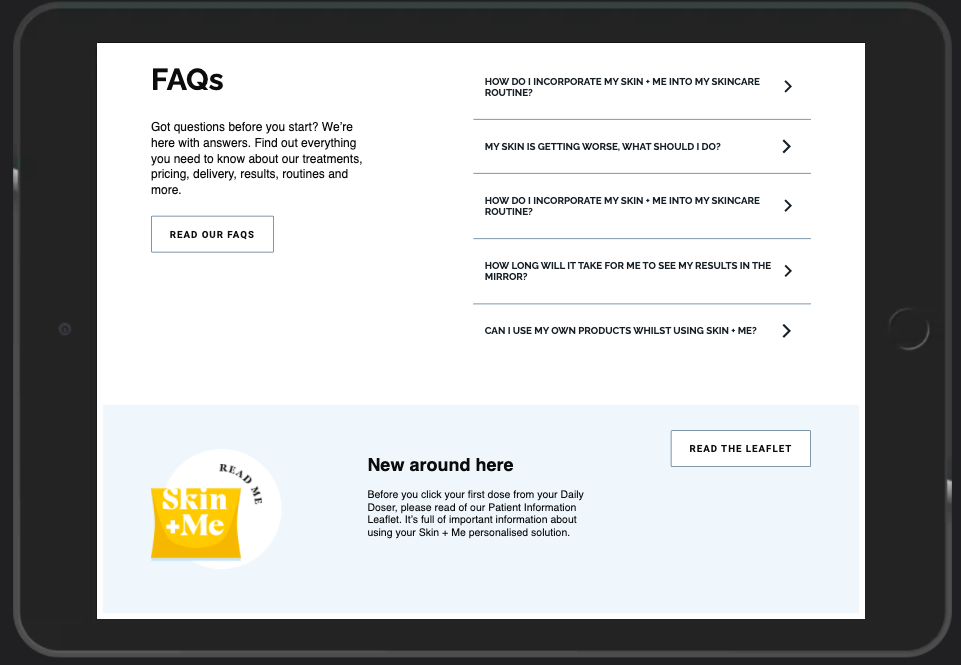 FAQs
Got questions before you start? We're
here with answers. Find out everything
you need to know about our treatments,
pricing, delivery, results, routines and
more.
READ OUR FAQS
HOW DO I INCORPORATE MY SKIN + ME INTO MY SKINCARE
ROUTINE?
MY SKIN IS GETTING WORSE, WHAT SHOULD I DO?
HOW DO I INCORPORATE MY SKIN + ME INTO MY SKINCARE
ROUTINE?
HOW LONG WILL IT TAKE FOR ME TO SEE MY RESULTS IN THE
MIRROR?
CAN I USE MY OWN PRODUCTS WHILST USING SKIN + ME?
READ ME
Skin
+Me
New around here
Before you click your first dose from your Daily
Doser, please read of our Patient Information
Leaflet. It's full of important information about
using your Skin + Me personalised solution.
READ THE LEAFLET